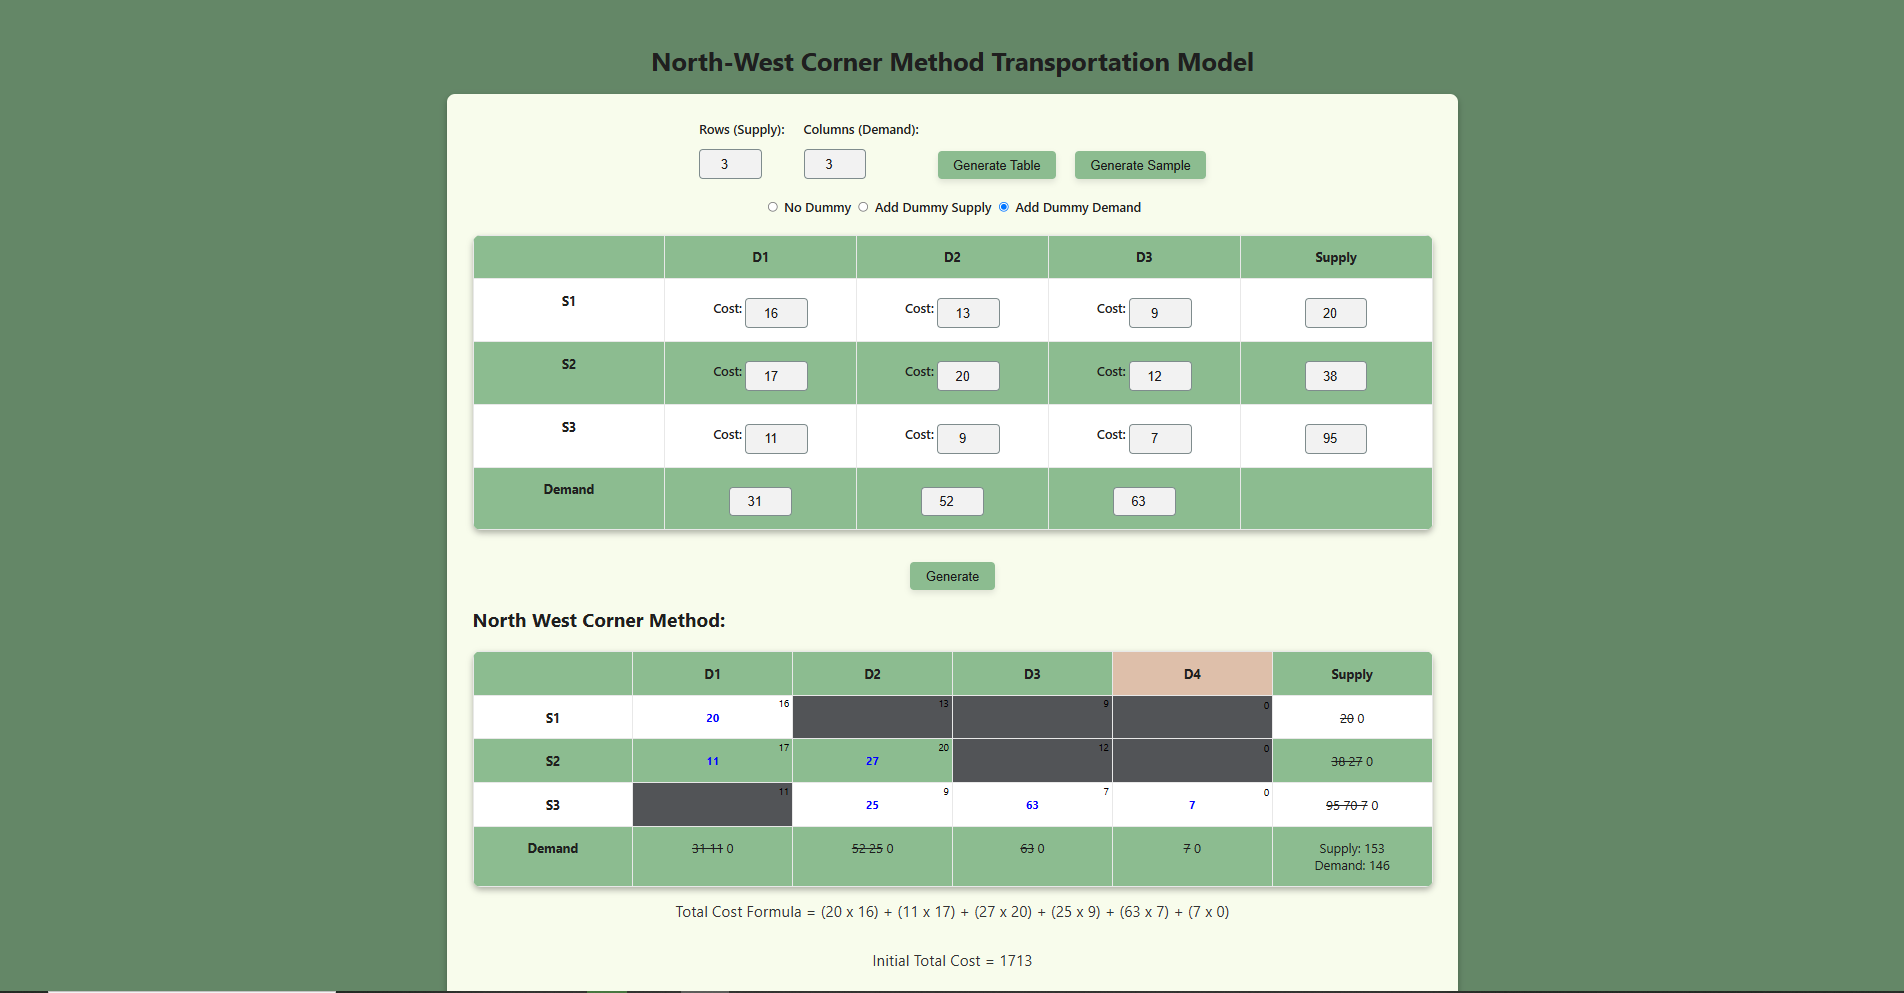 North-West Corner Method Transportation Model
Rows (Supply): Columns (Demand):
3 3 Generate Table Generate Sample
No Dummy Add Dummy Supply Add Dummy Demand
D1 D2 D3 Supply
S1 Cost: 16 Cost: 13 Cost: 9 20
S2 Cost: 17 Cost: 20 Cost: 12 38
S3 Cost: 11 Cost: 9 Cost: 7 95
Demand 31 52 63
Generate
North West Corner Method:
D1 D2 D3 D4 Supply
S1 20 16 13 9 0 20 0
S2 11 17 27 20 12 0 38 27 0
S3 11 25 9 63 7 7 0 95 70 7 0
Demand 31 11 0 52 25 0 63 0 7 0 Supply: 153
Demand: 146
Total Cost Formula = (20 x 16) + (11 x 17) + (27 x 20) + (25 x 9) + (63 x 7) + (7 x 0)
Initial Total Cost = 1713